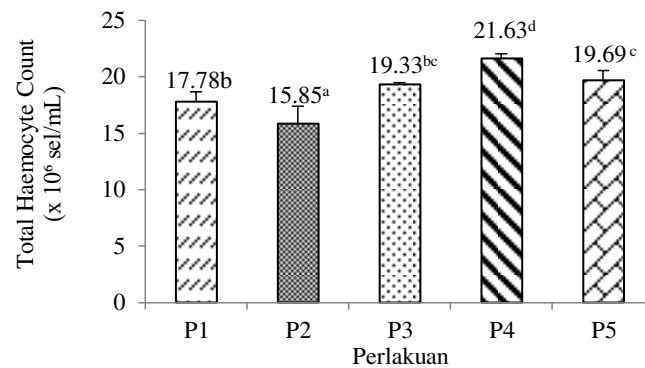 Total Haemocyte Count
(x 10⁶ sel/mL)
25
20
15
10
5
0
17.78b
15.85ᵃ
19.33ᵇᶜ
21.63ᵈ
19.69ᶜ
P1 P2 P3 P4 P5
Perlakuan